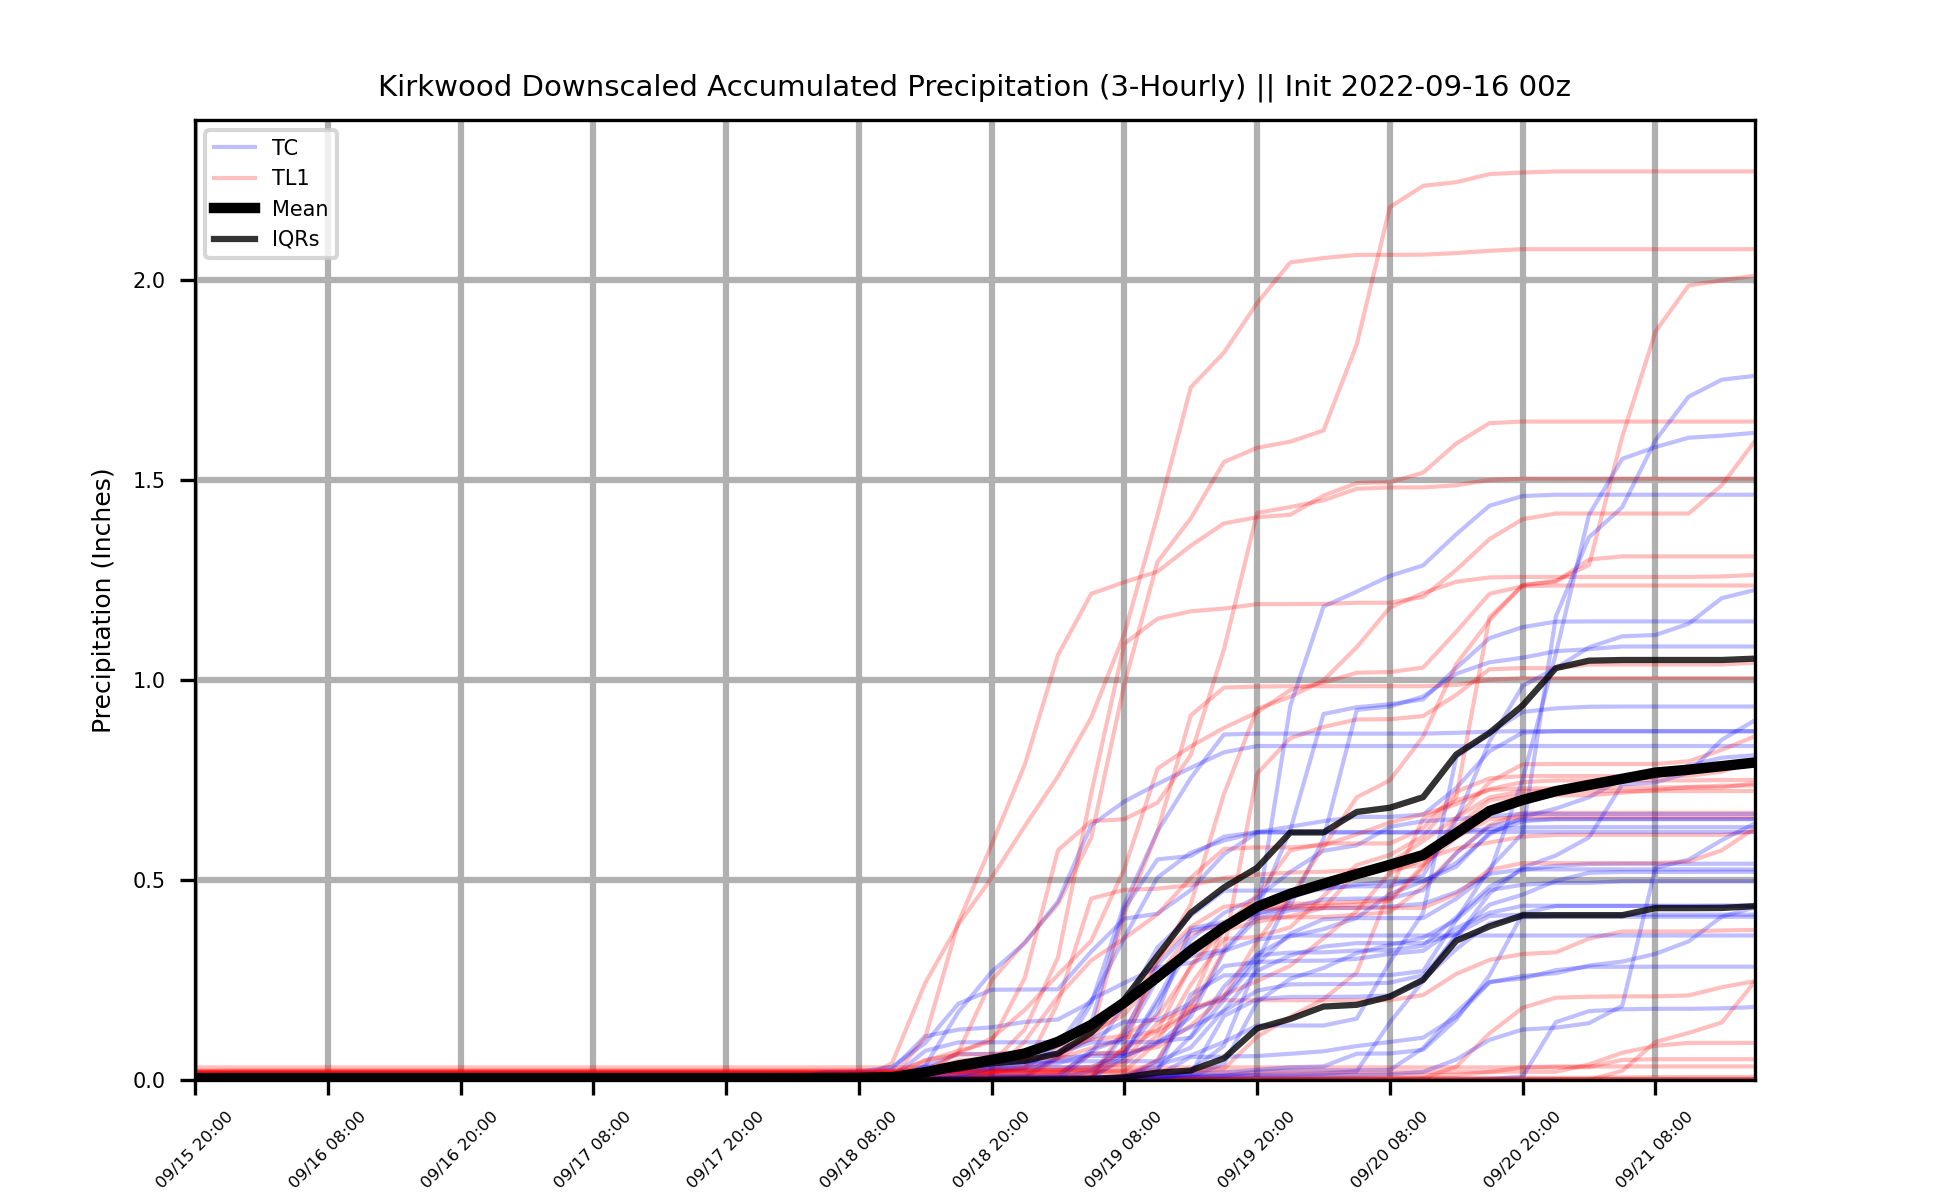 Kirkwood Downscaled Accumulated Precipitation (3-Hourly) || Init 2022-09-16 00z
TC
TL1
Mean
IQRs
Precipitation (Inches)
2.0
1.5
1.0
0.5
0.0
09/15 20:00
09/16 08:00
09/16 20:00
09/17 08:00
09/17 20:00
09/18 08:00
09/18 20:00
09/19 08:00
09/19 20:00
09/20 08:00
09/20 20:00
09/21 08:00